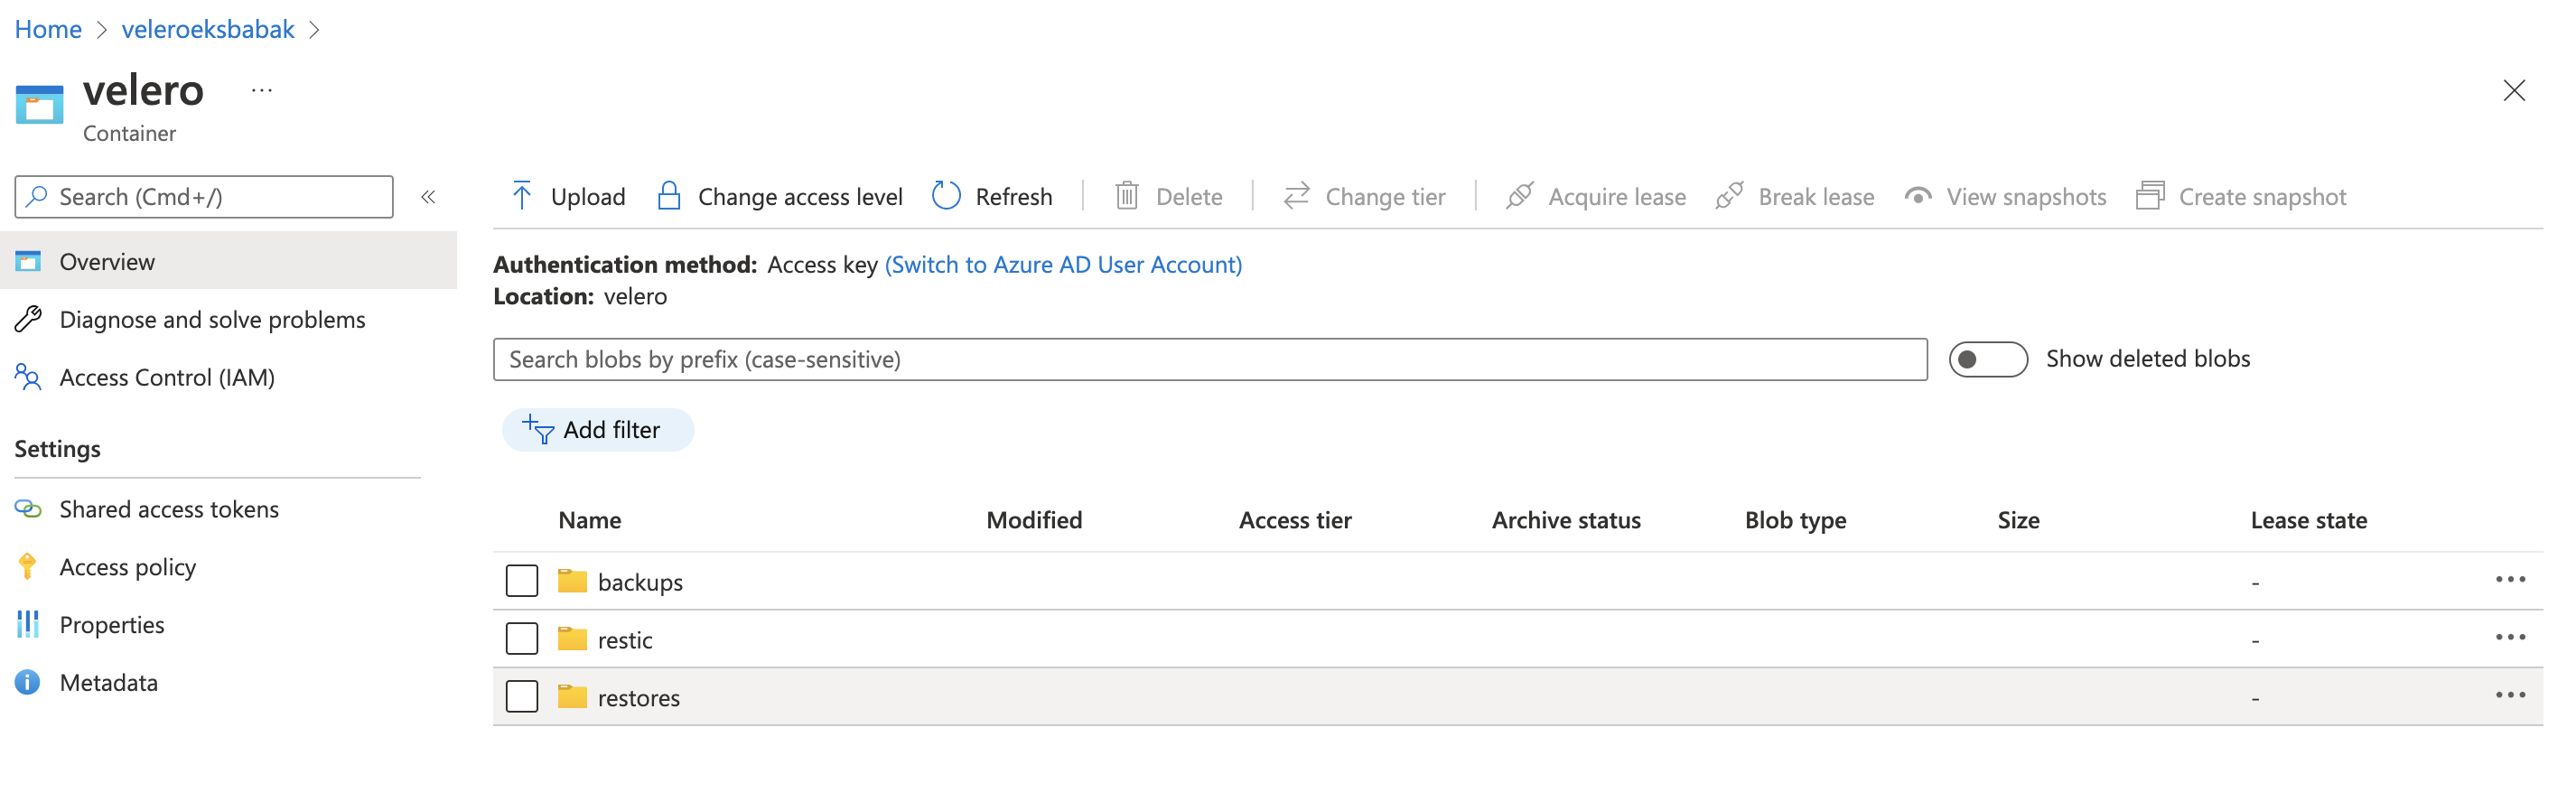 Home > veleroeksbabak >
velero ...
Container
Search (Cmd+/) «
Overview
Diagnose and solve problems
Access Control (IAM)
Settings
Shared access tokens
Access policy
Properties
Metadata
Upload Change access level Refresh Delete Change tier Acquire lease Break lease View snapshots Create snapshot
Authentication method: Access key (Switch to Azure AD User Account)
Location: velero
Search blobs by prefix (case-sensitive) Show deleted blobs
Add filter
Name Modified Access tier Archive status Blob type Size Lease state
backups - ...
restic - ...
restores - ...